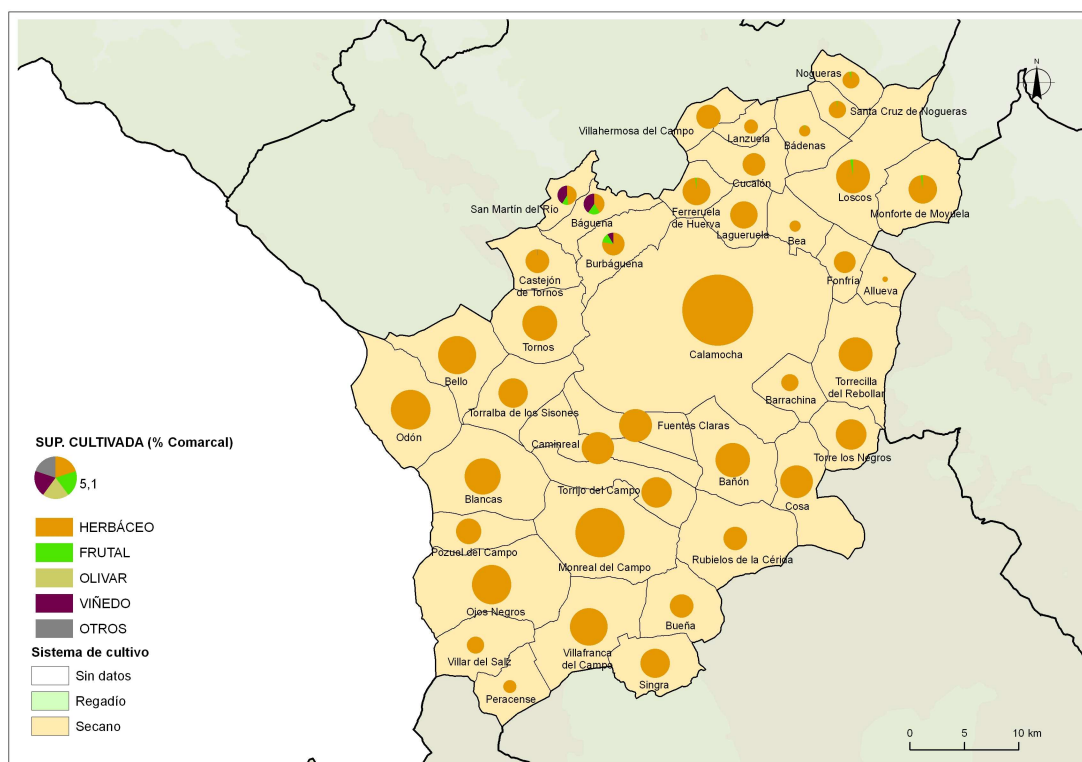 N
Nogueras
Santa Cruz de Nogueras
Villahermosa del Campo
Lanzuela
Bádenas
Cucalón
Loscos
Monforte de Moyuela
San Martín del Río
Báguena
Ferreruela
de Huerva
Lagueruela
Bea
Burbáguena
Castejón
de Tornos
Fonfría
Allueva
Tornos
Calamocha
Bello
Torrecilla
del Rebollar
Barrachina
Torralba de los Sisones
Odón
Fuentes Claras
Caminreal
Torre los Negros
Bañón
Blancas
Torrijo del Campo
Cosa
Pozuel del Campo
Monreal del Campo
Rubielos de la Cérida
Ojos Negros
Bueña
Villar del Salz
Villafranca
del Campo
Singra
Peracense
SUP. CULTIVADA (% Comarcal)
5,1
HERBÁCEO
FRUTAL
OLIVAR
VIÑEDO
OTROS
Sistema de cultivo
Sin datos
Regadío
Secano
0 5 10 km